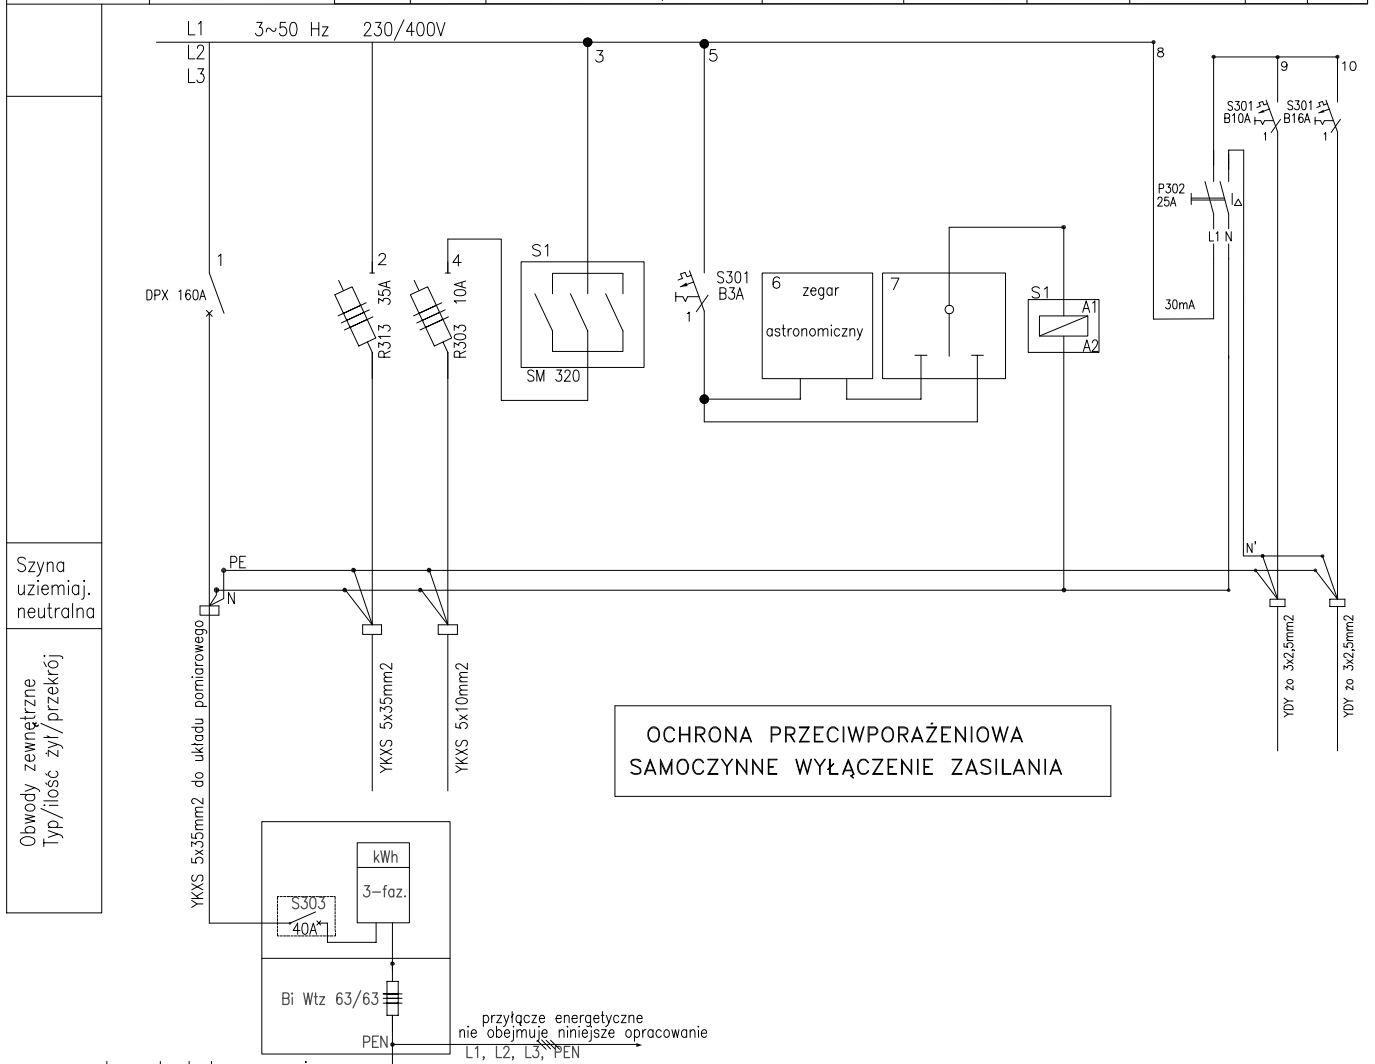 L1 3~50 Hz 230/400V
L2
L3
3
5
8
9
10
S301
B10A
1
S301
B16A
1
P302
25A
L1 N
30mA
1
DPX 160A
2
35A
R313
4
10A
R303
S1
SM 320
S301
B3A
1
6 zegar
astronomiczny
7
S1
A1
A2
Szyna
uziemiaj.
neutralna
PE
N
N'
Obwody zewnętrzne
Typ/ilość żył/przekrój
YKXS 5x35mm2 do układu pomiarowego
YKXS 5x35mm2
YKXS 5x10mm2
YDY żo 3x2,5mm2
YDY żo 3x2,5mm2
OCHRONA PRZECIWPORAŻENIOWA
SAMOCZYNNE WYŁĄCZENIE ZASILANIA
kWh
3-faz.
S303
40A
Bi Wtz 63/63
PEN
przyłącze energetyczne
nie obejmuje niniejsze opracowanie
L1, L2, L3, PEN